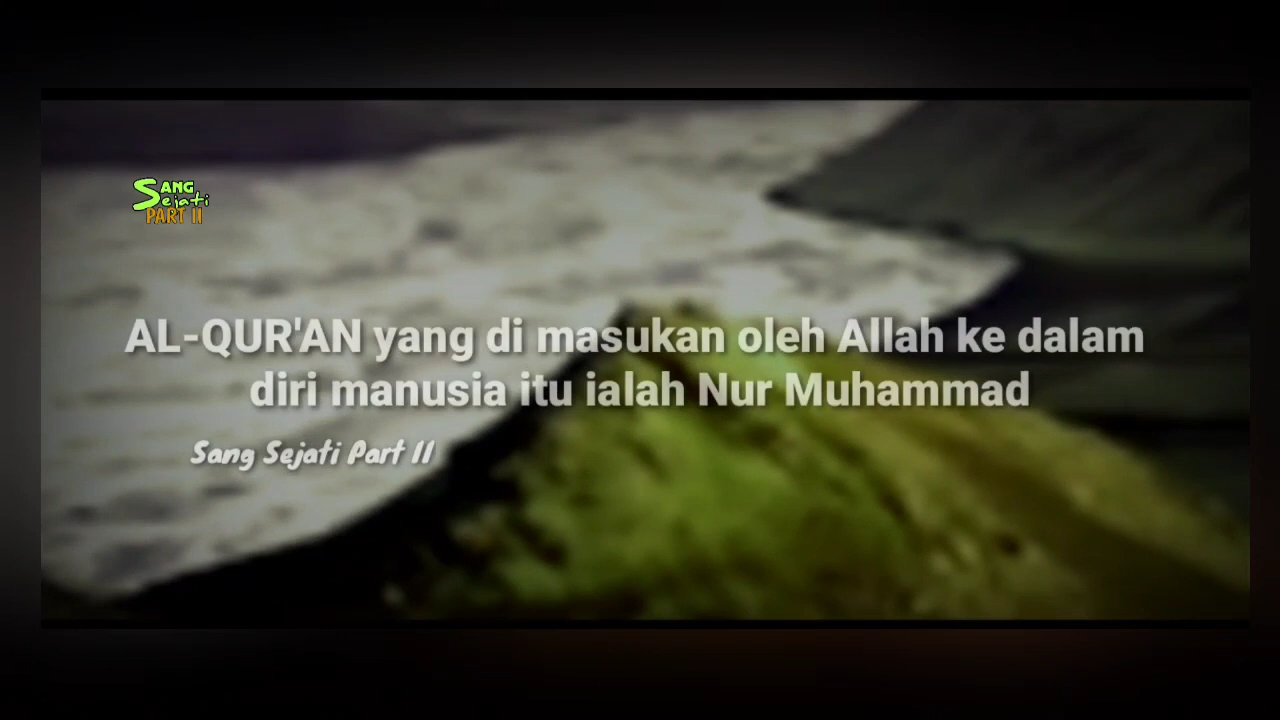 SANG
Sejati
PART II
AL-QUR'AN yang di masukan oleh Allah ke dalam
diri manusia itu ialah Nur Muhammad
Sang Sejati Part II